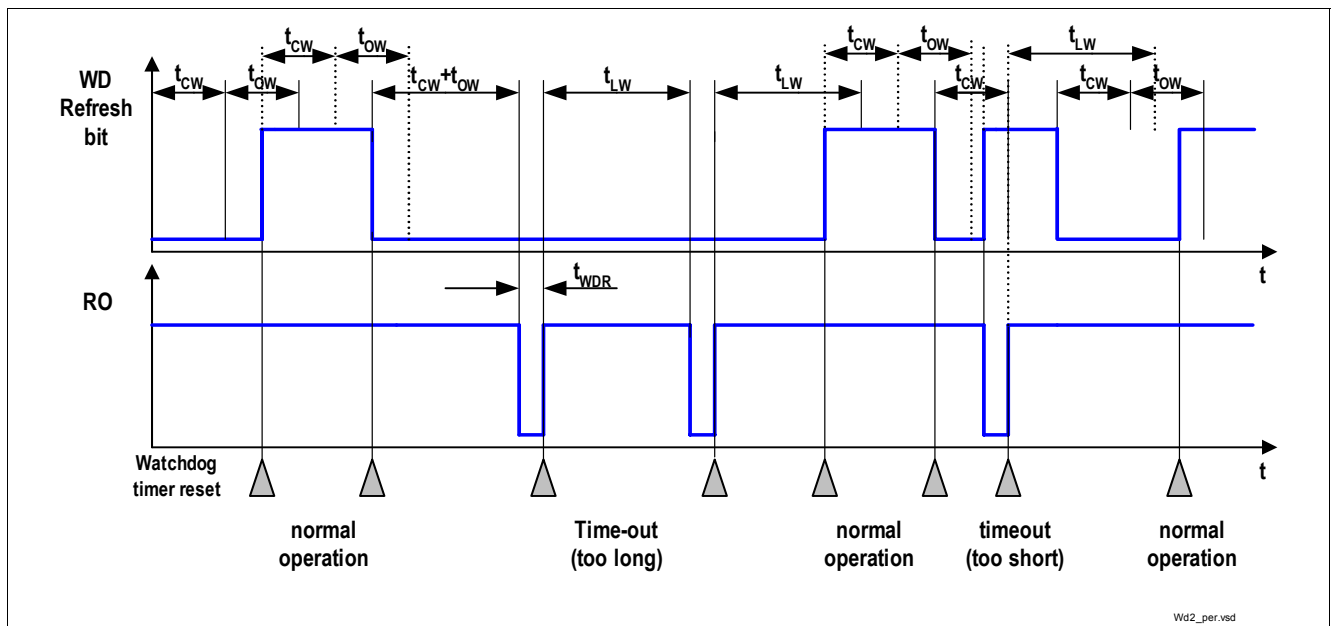 tCW tOW tCW tOW tLW
WD Refresh bit
tCW tOW tCW+tOW tLW tLW tCW tCW tOW
t
RO
tWDR
t
Watchdog timer reset
normal operation
Time-out (too long)
normal operation
timeout (too short)
normal operation
Wd2_per.vsd